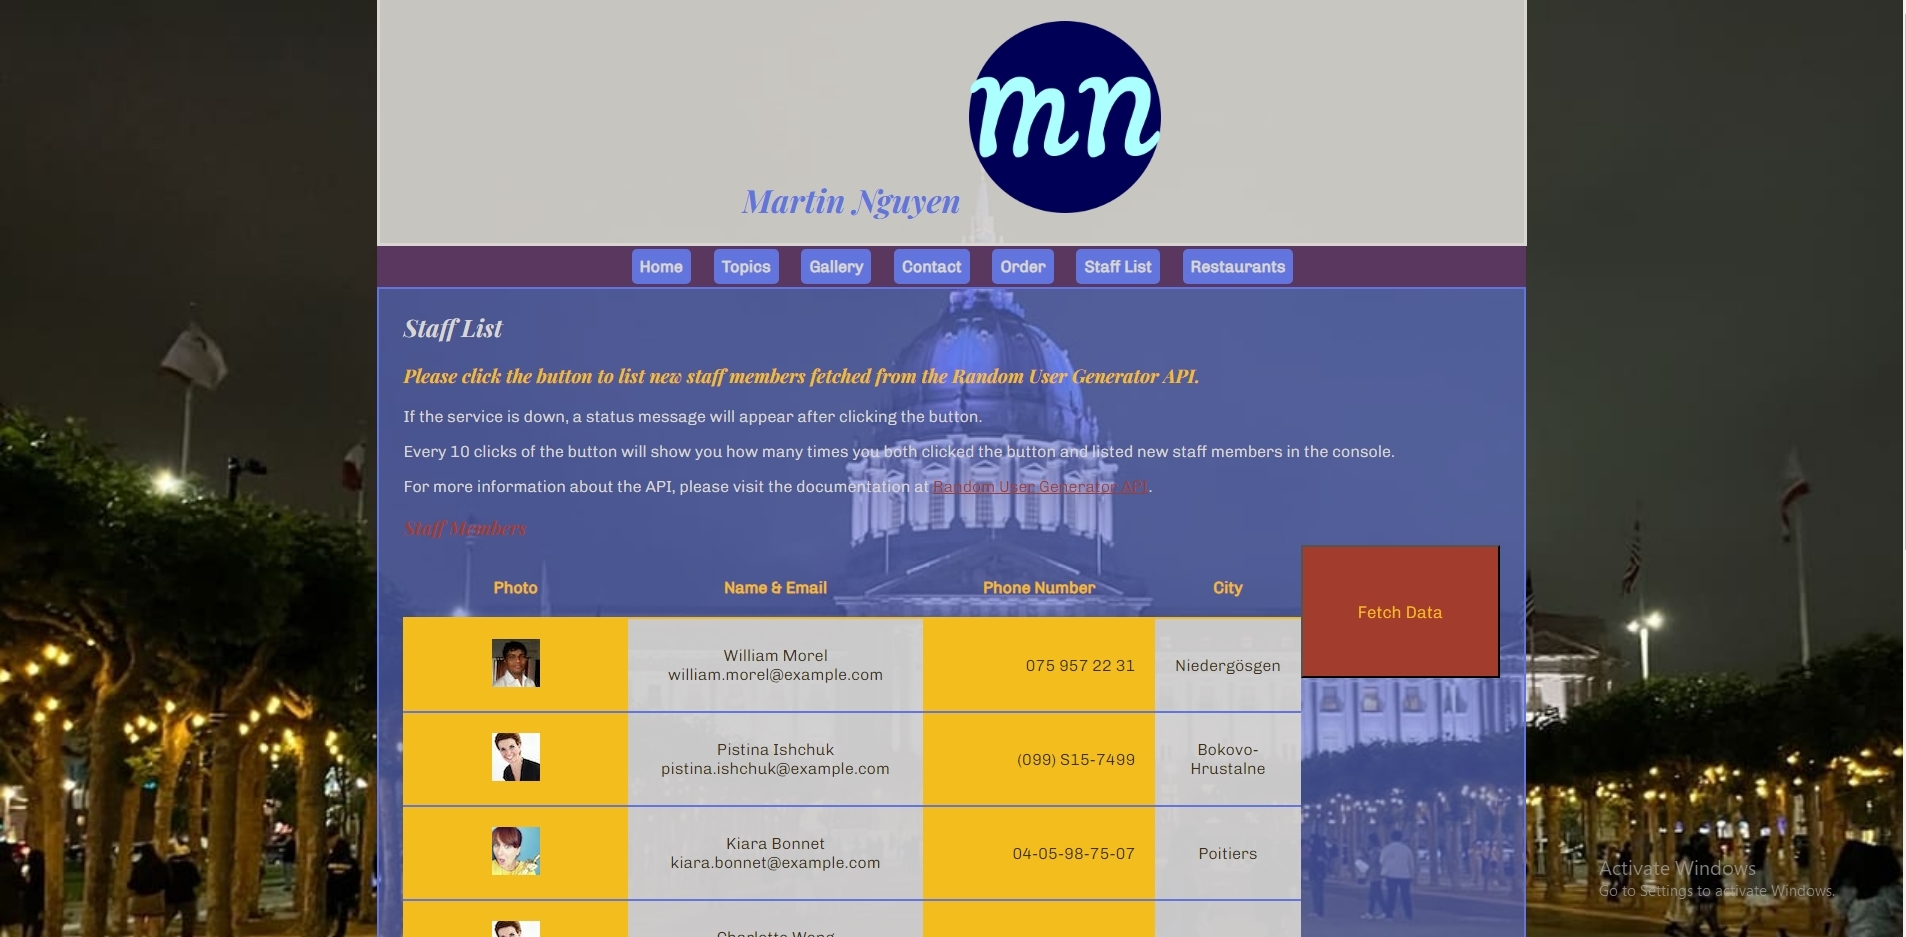 mn
Martin Nguyen
Home Topics Gallery Contact Order Staff List Restaurants
Staff List
Please click the button to list new staff members fetched from the Random User Generator API.
If the service is down, a status message will appear after clicking the button.
Every 10 clicks of the button will show you how many times you both clicked the button and listed new staff members in the console.
For more information about the API, please visit the documentation at Random User Generator API.
Staff Members
Photo Name & Email Phone Number City
Fetch Data
William Morel
william.morel@example.com
075 957 22 31
Niedergösgen
Pistina Ishchuk
pistina.ishchuk@example.com
(099) S15-7499
Bokovo-
Hrustalne
Kiara Bonnet
kiara.bonnet@example.com
04-05-98-75-07
Poitiers
Activate Windows
Go to Settings to activate Windows.